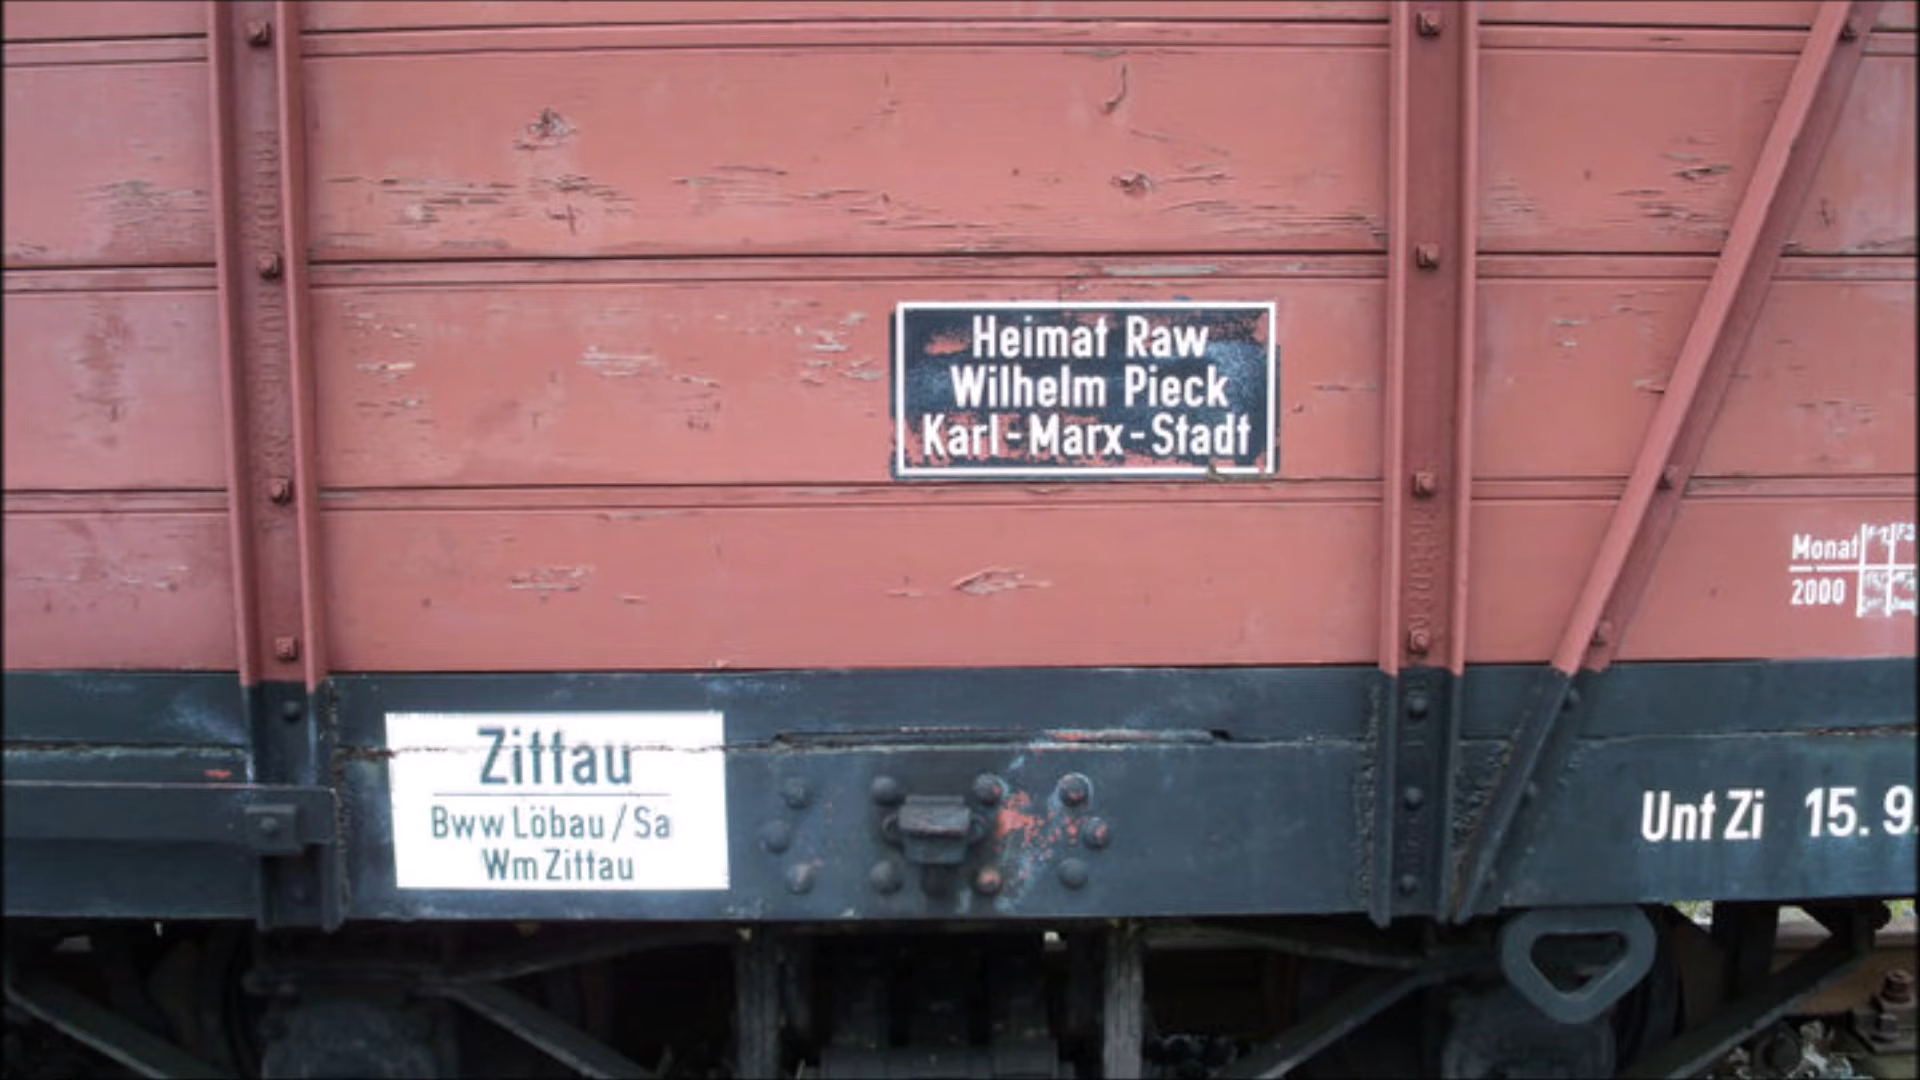 Heimat Raw
Wilhelm Pieck
Karl-Marx-Stadt
Monat
2000
Zittau
Bww Löbau/Sa
Wm Zittau
Unt Zi 15.9